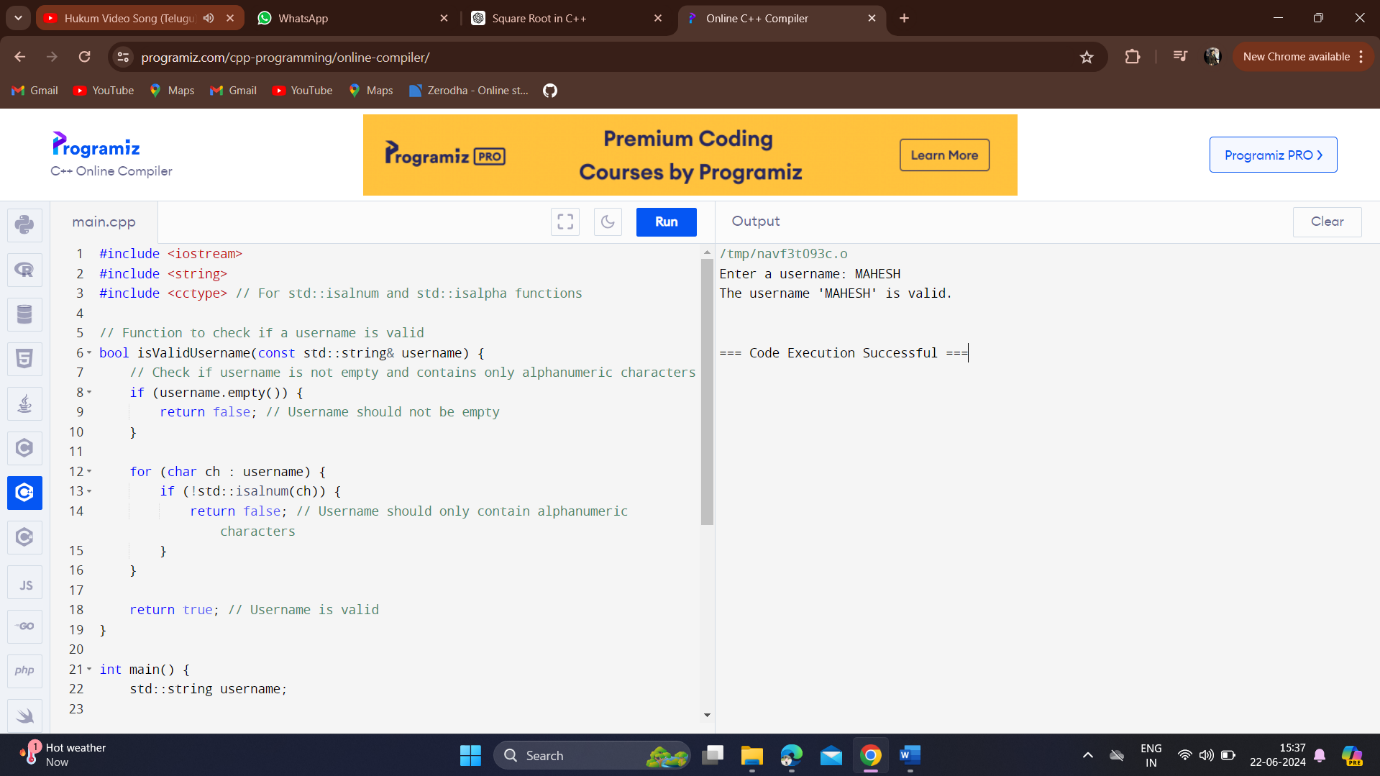 Hukum Video Song (Telugu
WhatsApp
Square Root in C++
Online C++ Compiler
programiz.com/cpp-programming/online-compiler/
New Chrome available
Gmail
YouTube
Maps
Gmail
YouTube
Maps
Zerodha - Online st...
Programiz
C++ Online Compiler
Programiz PRO
Premium Coding
Courses by Programiz
Learn More
Programiz PRO
main.cpp
Run
Output
Clear
1 #include <iostream>
2 #include <string>
3 #include <cctype> // For std::isalnum and std::isalpha functions
4
5 // Function to check if a username is valid
6 bool isValidUsername(const std::string& username) {
7 // Check if username is not empty and contains only alphanumeric characters
8 if (username.empty()) {
9 return false; // Username should not be empty
10 }
11
12 for (char ch : username) {
13 if (!std::isalnum(ch)) {
14 return false; // Username should only contain alphanumeric
characters
15 }
16 }
17
18 return true; // Username is valid
19 }
20
21 int main() {
22 std::string username;
23
/tmp/navf3t093c.o
Enter a username: MAHESH
The username 'MAHESH' is valid.
=== Code Execution Successful ===
JS
GO
php
1
Hot weather
Now
Search
W
ENG
IN
15:37
22-06-2024
PRE